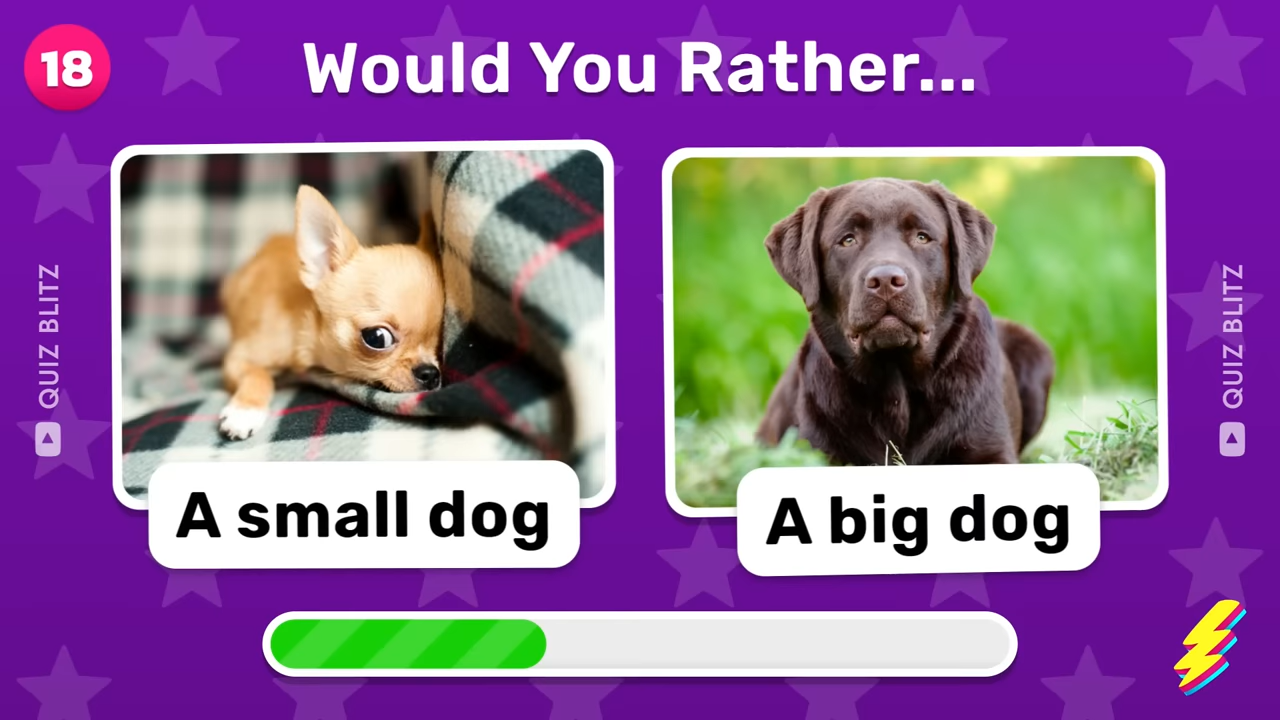 18
Would You Rather...
QUIZ BLITZ
A small dog
A big dog
QUIZ BLITZ